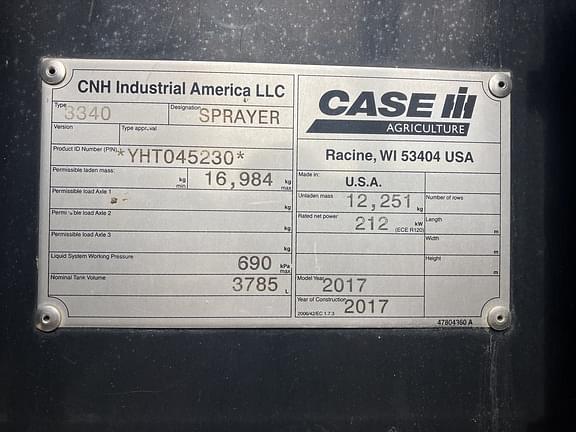 CNH Industrial America LLC
Type 3340 Designation SPRAYER
Version Type approval
Product ID Number (PIN) *YHT045230*
Permissible laden mass:
kg min 16,984 kg max
Permissible load Axle 1 kg
Permissible load Axle 2 kg
Permissible load Axle 3 kg
Liquid System Working Pressure 690 kPa max
Nominal Tank Volume 3785 L
CASE IH
AGRICULTURE
Racine, WI 53404 USA
Made in: U.S.A.
Unladen mass 12,251 kg Number of rows
Rated net power 212 kW (ECE R120) Length m
Width m
Height m
Model Year 2017
Year of Construction 2017
2006/42/EC 1.7.3
47804360 A